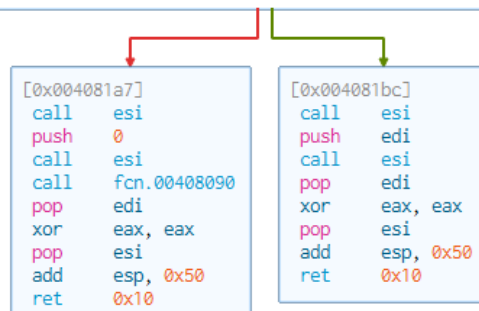 [0x004081a7]
call esi
push 0
call esi
call fcn.00408090
pop edi
xor eax, eax
pop esi
add esp, 0x50
ret 0x10
[0x004081bc]
call esi
push edi
call esi
pop edi
xor eax, eax
pop esi
add esp, 0x50
ret 0x10